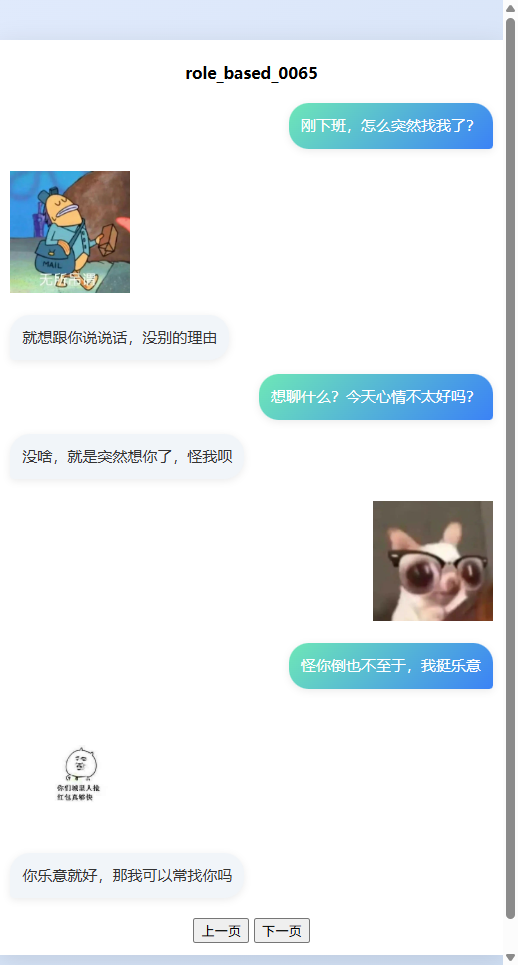 role_based_0065
刚下班，怎么突然找我了？
MAIL
无所吊谓
就想跟你说说话，没别的理由
想聊什么？今天心情不太好吗？
没啥，就是突然想你了，怪我呗
怪你倒也不至于，我挺乐意
你们城里人抢
红包真够快
你乐意就好，那我可以常找你吗
上一页 下一页